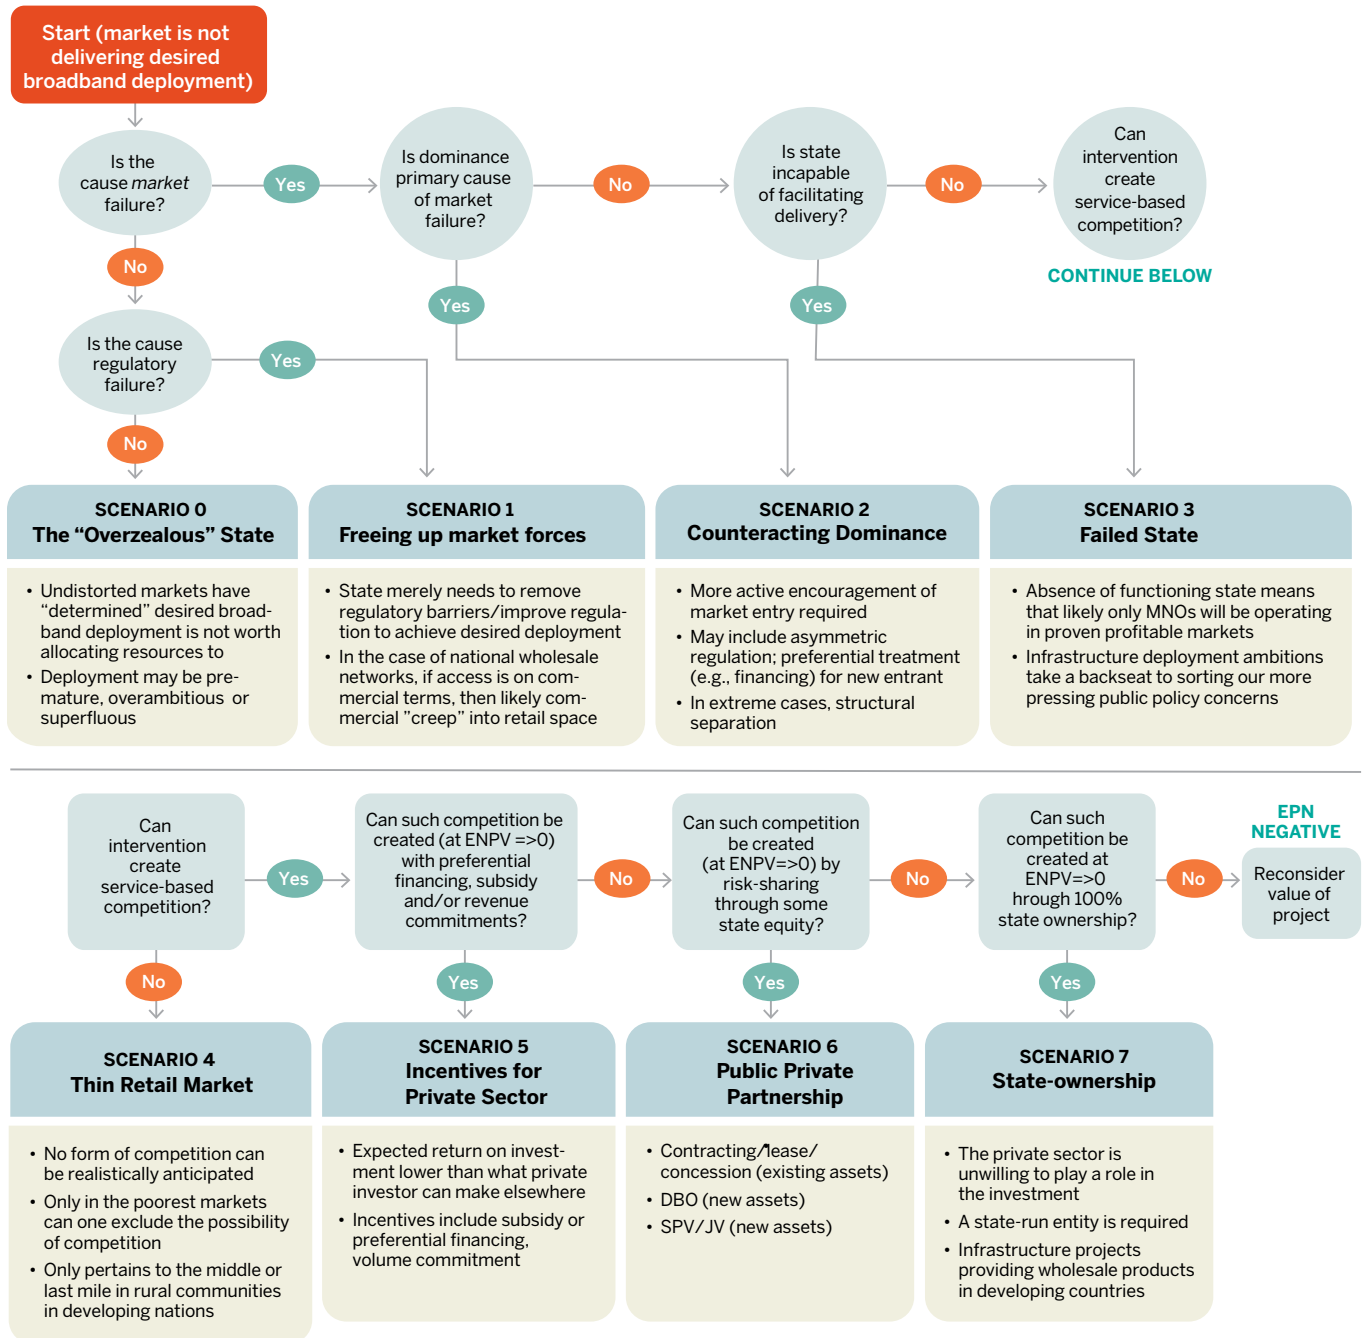 Start (market is not
delivering desired
broadband deployment)
Is the
cause market
failure?
Yes
Is dominance
primary cause
of market
failure?
No
Is state
incapable
of facilitating
delivery?
No
Can
intervention
create
service-based
competition?
CONTINUE BELOW
No
Yes
Yes
Is the cause
regulatory
failure?
Yes
No
SCENARIO 0
The “Overzealous” State
• Undistorted markets have
“determined” desired broad-
band deployment is not worth
allocating resources to
• Deployment may be pre-
mature, overambitious or
superfluous
SCENARIO 1
Freeing up market forces
• State merely needs to remove
regulatory barriers/improve regula-
tion to achieve desired deployment
• In the case of national wholesale
networks, if access is on com-
mercial terms, then likely com-
mercial ”creep” into retail space
SCENARIO 2
Counteracting Dominance
• More active encouragement of
market entry required
• May include asymmetric
regulation; preferential treatment
(e.g., financing) for new entrant
• In extreme cases, structural
separation
SCENARIO 3
Failed State
• Absence of functioning state means
that likely only MNOs will be operating
in proven profitable markets
• Infrastructure deployment ambitions
take a backseat to sorting our more
pressing public policy concerns
Can
intervention
create
service-based
competition?
Yes
Can such competition be
created (at ENPV =>0)
with preferential
financing, subsidy
and/or revenue
commitments?
No
Can such competition
be created
(at ENPV=>0) by
risk-sharing
through some
state equity?
No
Can such
competition be
created at
ENPV=>0
hrough 100%
state ownership?
No
EPN
NEGATIVE
Reconsider
value of
project
No
Yes
Yes
Yes
SCENARIO 4
Thin Retail Market
• No form of competition can
be realistically anticipated
• Only in the poorest markets
can one exclude the possibility
of competition
• Only pertains to the middle or
last mile in rural communities
in developing nations
SCENARIO 5
Incentives for
Private Sector
• Expected return on invest-
ment lower than what private
investor can make elsewhere
• Incentives include subsidy or
preferential financing,
volume commitment
SCENARIO 6
Public Private
Partnership
• Contracting/lease/
concession (existing assets)
• DBO (new assets)
• SPV/JV (new assets)
SCENARIO 7
State-ownership
• The private sector is
unwilling to play a role in
the investment
• A state-run entity is required
• Infrastructure projects
providing wholesale products
in developing countries